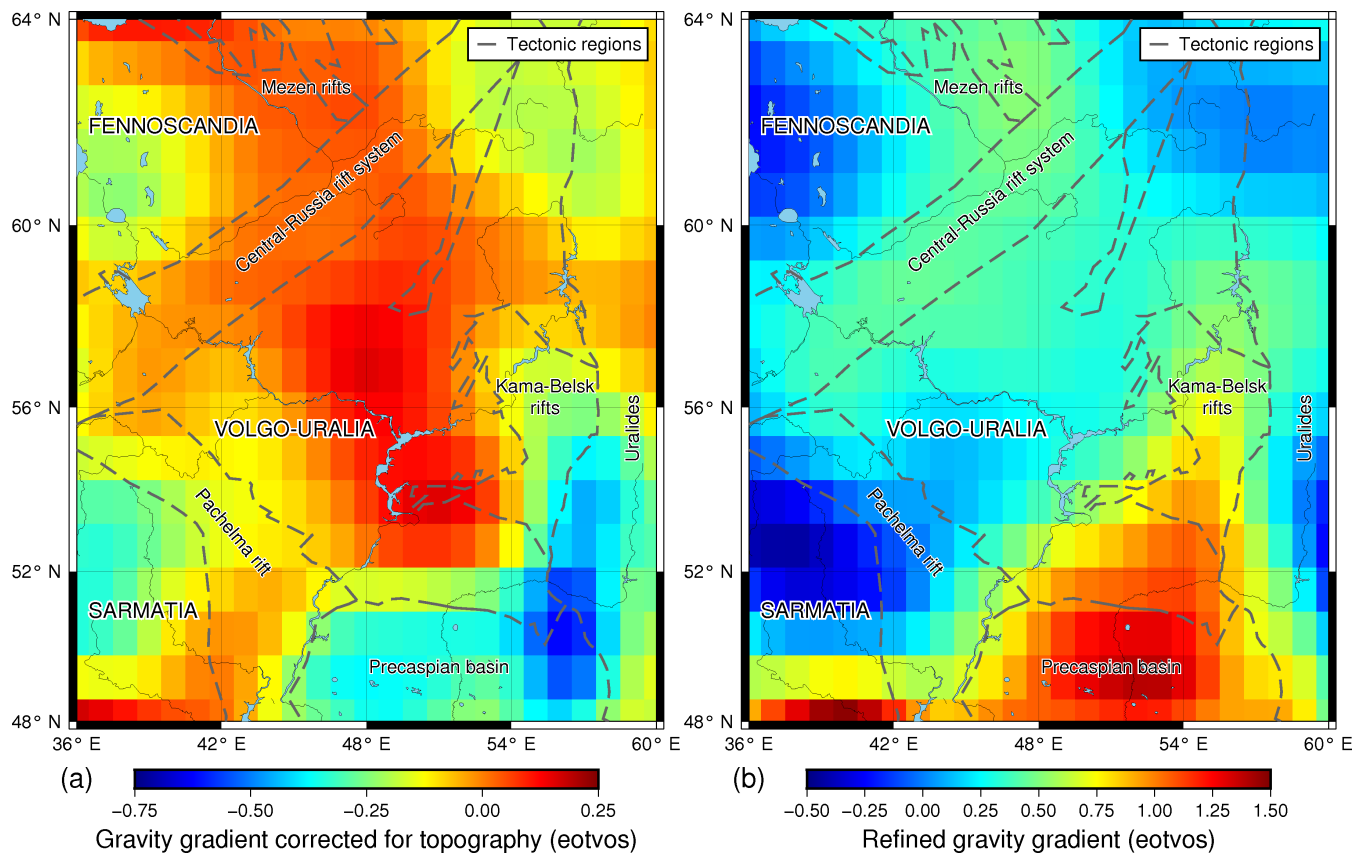 64° N
60° N
56° N
52° N
48° N
36° E
42° E
48° E
54° E
60° E
Tectonic regions
Mezen rifts
FENNOSCANDIA
Central-Russia rift system
Kama-Belsk
rifts
VOLGO-URALIA
Uralides
Pachelma rift
SARMATIA
Precaspian basin
(a)
−0.75
−0.50
−0.25
0.00
0.25
Gravity gradient corrected for topography (eotvos)
64° N
60° N
56° N
52° N
48° N
36° E
42° E
48° E
54° E
60° E
Tectonic regions
Mezen rifts
FENNOSCANDIA
Central-Russia rift system
Kama-Belsk
rifts
VOLGO-URALIA
Uralides
Pachelma rift
SARMATIA
Precaspian basin
(b)
−0.50
−0.25
0.00
0.25
0.50
0.75
1.00
1.25
1.50
Refined gravity gradient (eotvos)